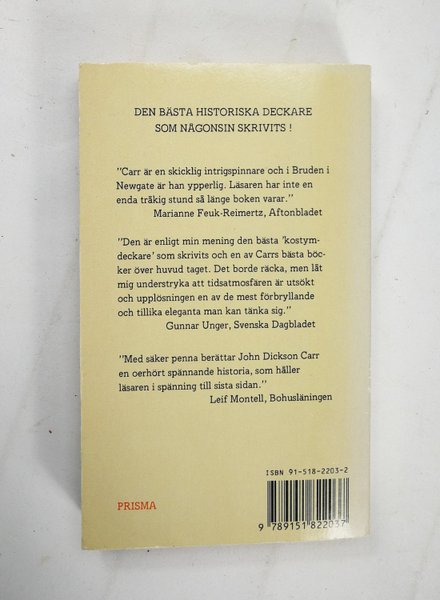 DEN BÄSTA HISTORISKA DECKARE
SOM NÅGONSIN SKRIVITS !
"Carr är en skicklig intrigspinnare och i Bruden i
Newgate är han ypperlig. Läsaren har inte en
enda tråkig stund så länge boken varar."
Marianne Feuk-Reimertz, Aftonbladet
"Den är enligt min mening den bästa 'kostym-
deckare' som skrivits och en av Carrs bästa böc-
ker över huvud taget. Det borde räcka, men låt
mig understryka att tidsatmosfären är utsökt
och upplösningen en av de mest förbryllande
och tillika eleganta man kan tänka sig."
Gunnar Unger, Svenska Dagbladet
"Med säker penna berättar John Dickson Carr
en oerhört spännande historia, som håller
läsaren i spänning till sista sidan."
Leif Montell, Bohusläningen
ISBN 91-518-2203-2
PRISMA
9 789151 822037